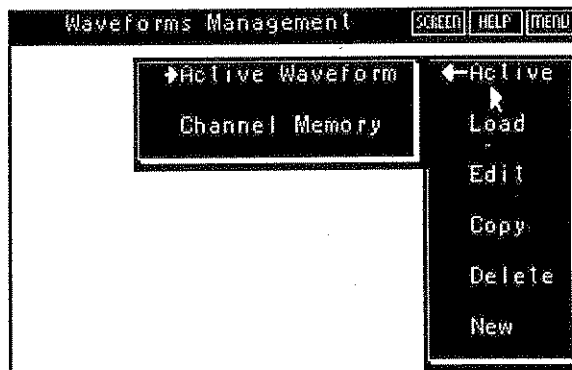 Waveforms Management SCREEN HELP MENU
→Active Waveform
Channel Memory
←Active
Load
Edit
Copy
Delete
New